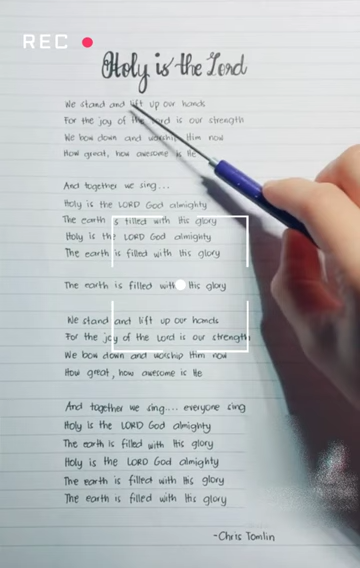 REC
Holy is the Lord
We stand and lift up our hands
For the joy of the Lord is our strength
We bow down and worship Him now
How great, how awesome is He
And together we sing...
Holy is the LORD God almighty
The earth is filled with His glory
Holy is the LORD God almighty
The earth is filled with His glory
The earth is filled with His glory
We stand and lift up our hands
For the joy of the Lord is our strength
We bow down and worship Him now
How great, how awesome is He
And together we sing.... everyone sing
Holy is the LORD God almighty
The earth is filled with His glory
Holy is the LORD God almighty
The earth is filled with His glory
The earth is filled with His glory
-Chris Tomlin